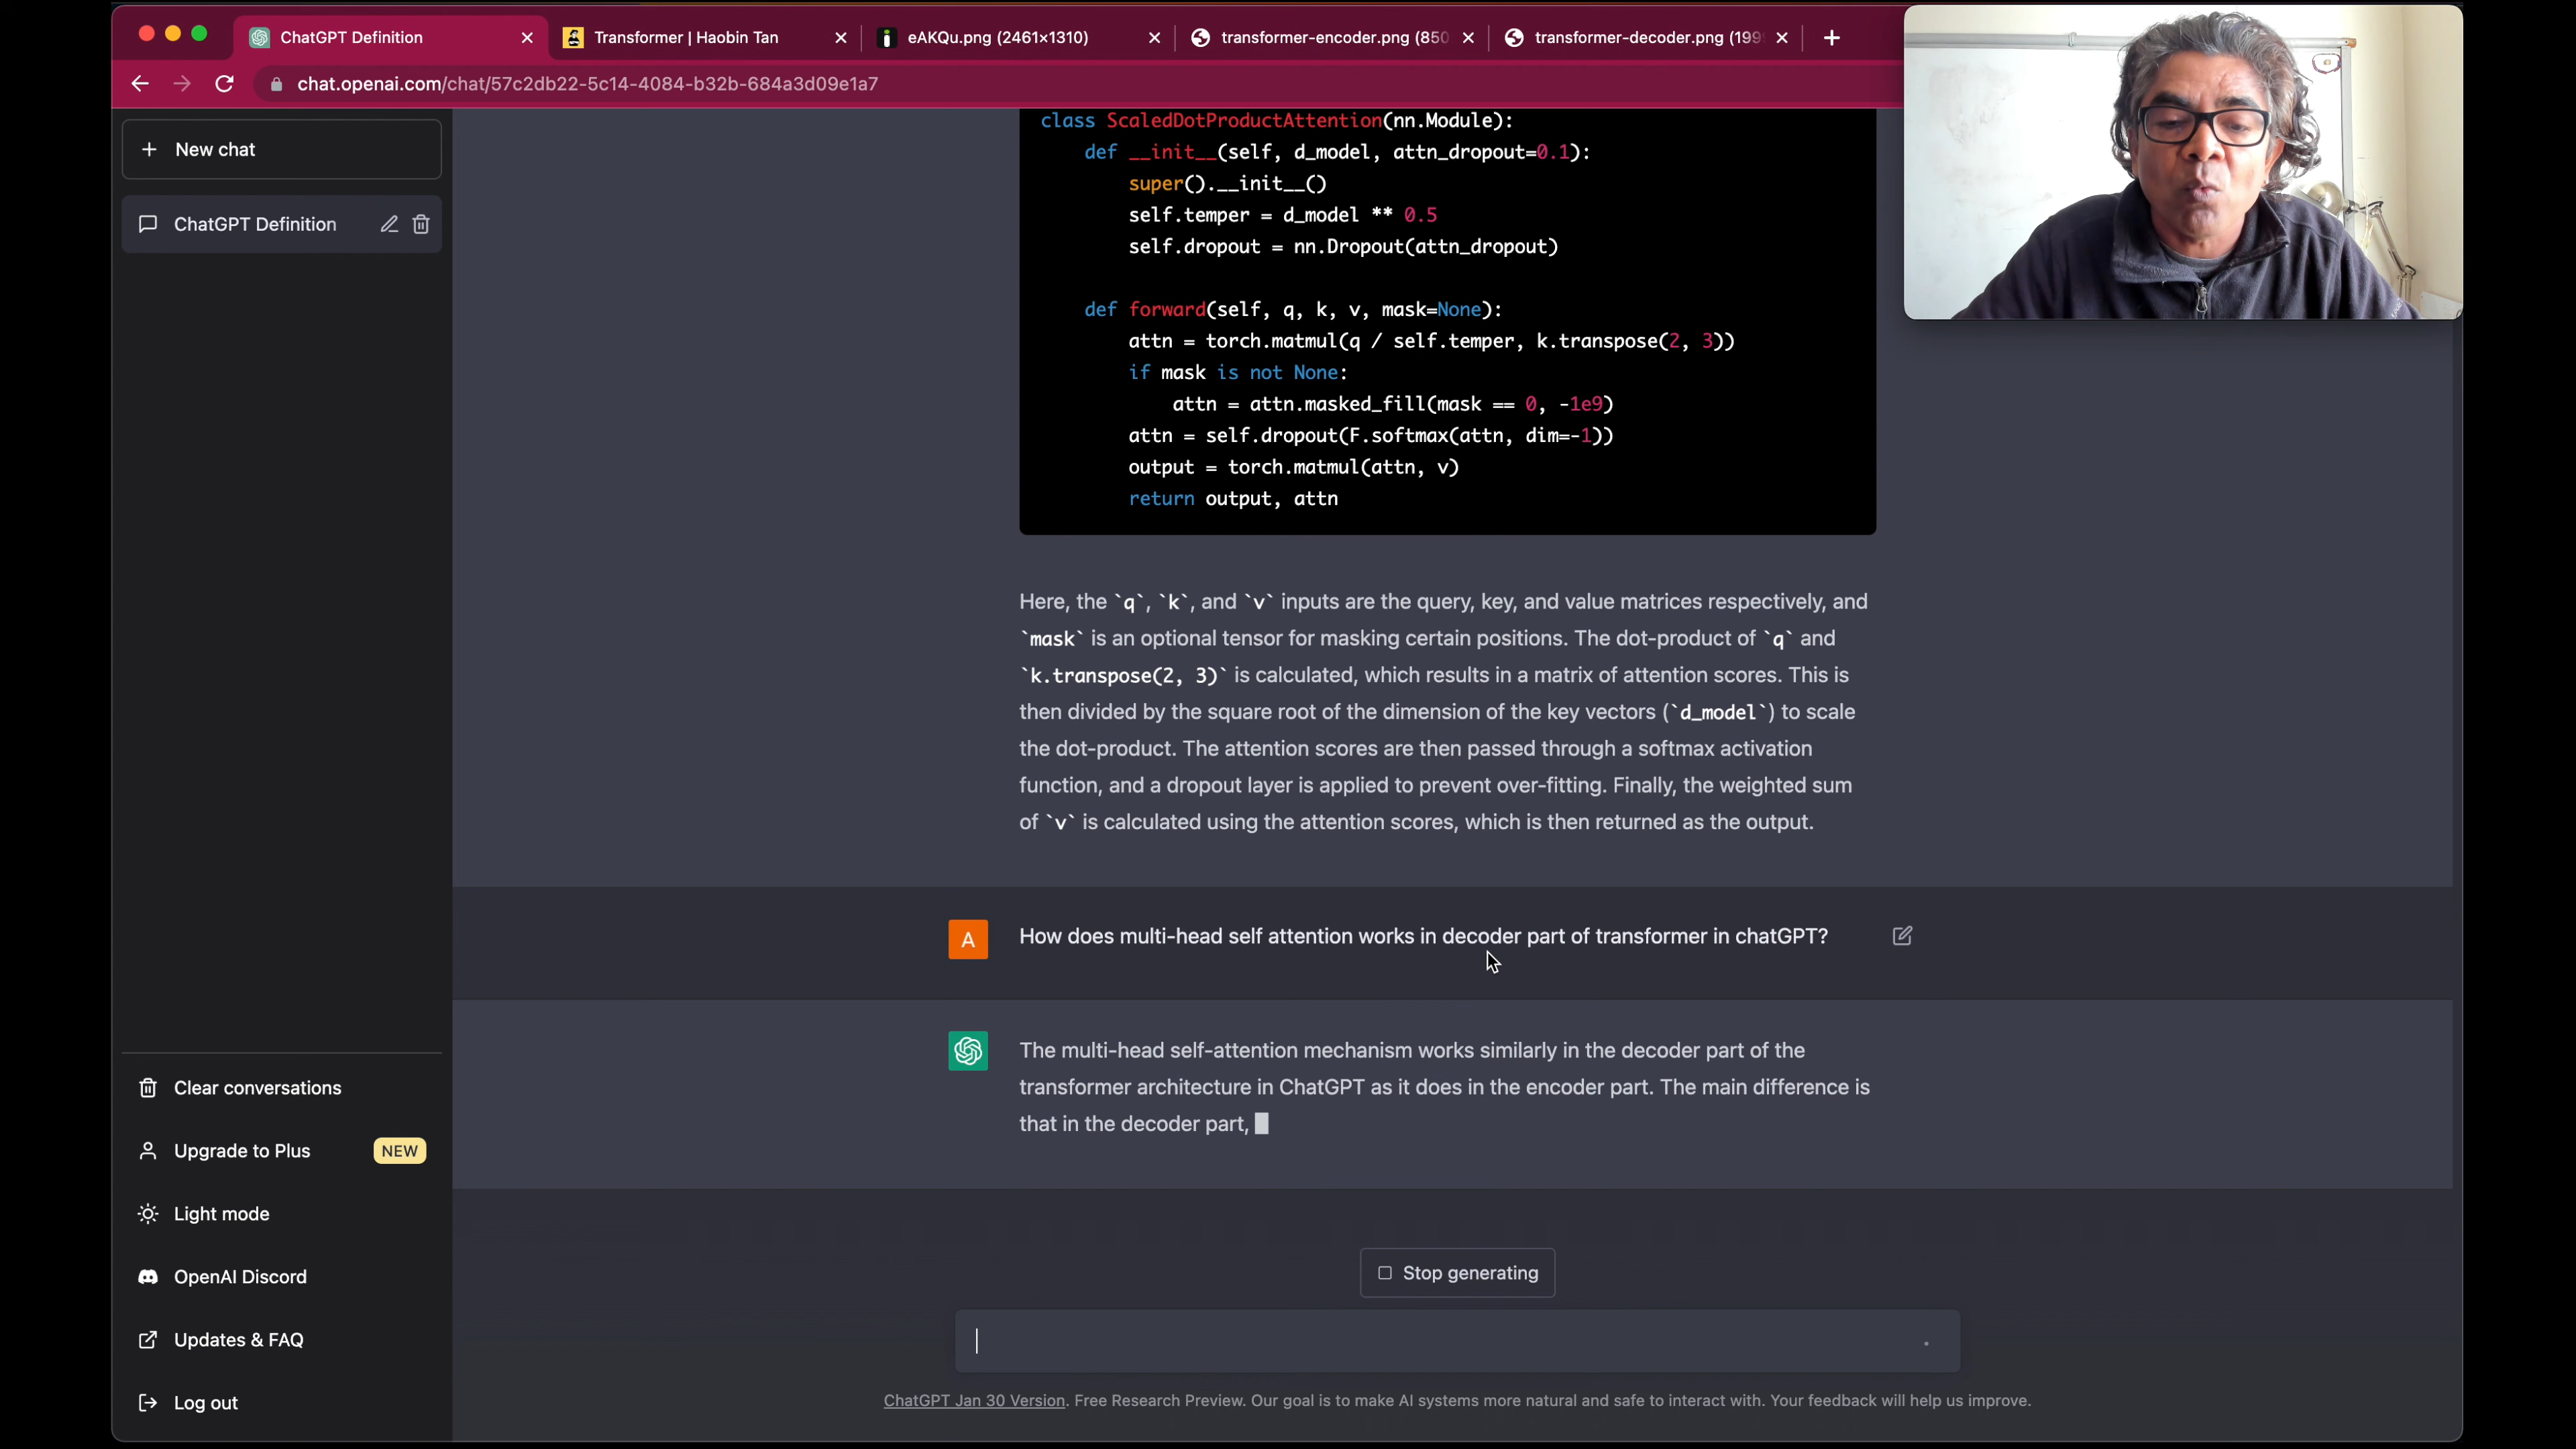 ChatGPT Definition
Transformer | Haobin Tan
eAKQu.png (2461×1310)
transformer-encoder.png (850
transformer-decoder.png (199
chat.openai.com/chat/57c2db22-5c14-4084-b32b-684a3d09e1a7
New chat
ChatGPT Definition
class ScaledDotProductAttention(nn.Module):
def __init__(self, d_model, attn_dropout=0.1):
super().__init__()
self.temper = d_model ** 0.5
self.dropout = nn.Dropout(attn_dropout)
def forward(self, q, k, v, mask=None):
attn = torch.matmul(q / self.temper, k.transpose(2, 3))
if mask is not None:
attn = attn.masked_fill(mask == 0, -1e9)
attn = self.dropout(F.softmax(attn, dim=-1))
output = torch.matmul(attn, v)
return output, attn
Here, the `q`, `k`, and `v` inputs are the query, key, and value matrices respectively, and
`mask` is an optional tensor for masking certain positions. The dot-product of `q` and
`k.transpose(2, 3)` is calculated, which results in a matrix of attention scores. This is
then divided by the square root of the dimension of the key vectors (`d_model`) to scale
the dot-product. The attention scores are then passed through a softmax activation
function, and a dropout layer is applied to prevent over-fitting. Finally, the weighted sum
of `v` is calculated using the attention scores, which is then returned as the output.
A
How does multi-head self attention works in decoder part of transformer in chatGPT?
The multi-head self-attention mechanism works similarly in the decoder part of the
transformer architecture in ChatGPT as it does in the encoder part. The main difference is
that in the decoder part,
Clear conversations
Upgrade to Plus NEW
Light mode
OpenAI Discord
Updates & FAQ
Log out
Stop generating
ChatGPT Jan 30 Version. Free Research Preview. Our goal is to make AI systems more natural and safe to interact with. Your feedback will help us improve.